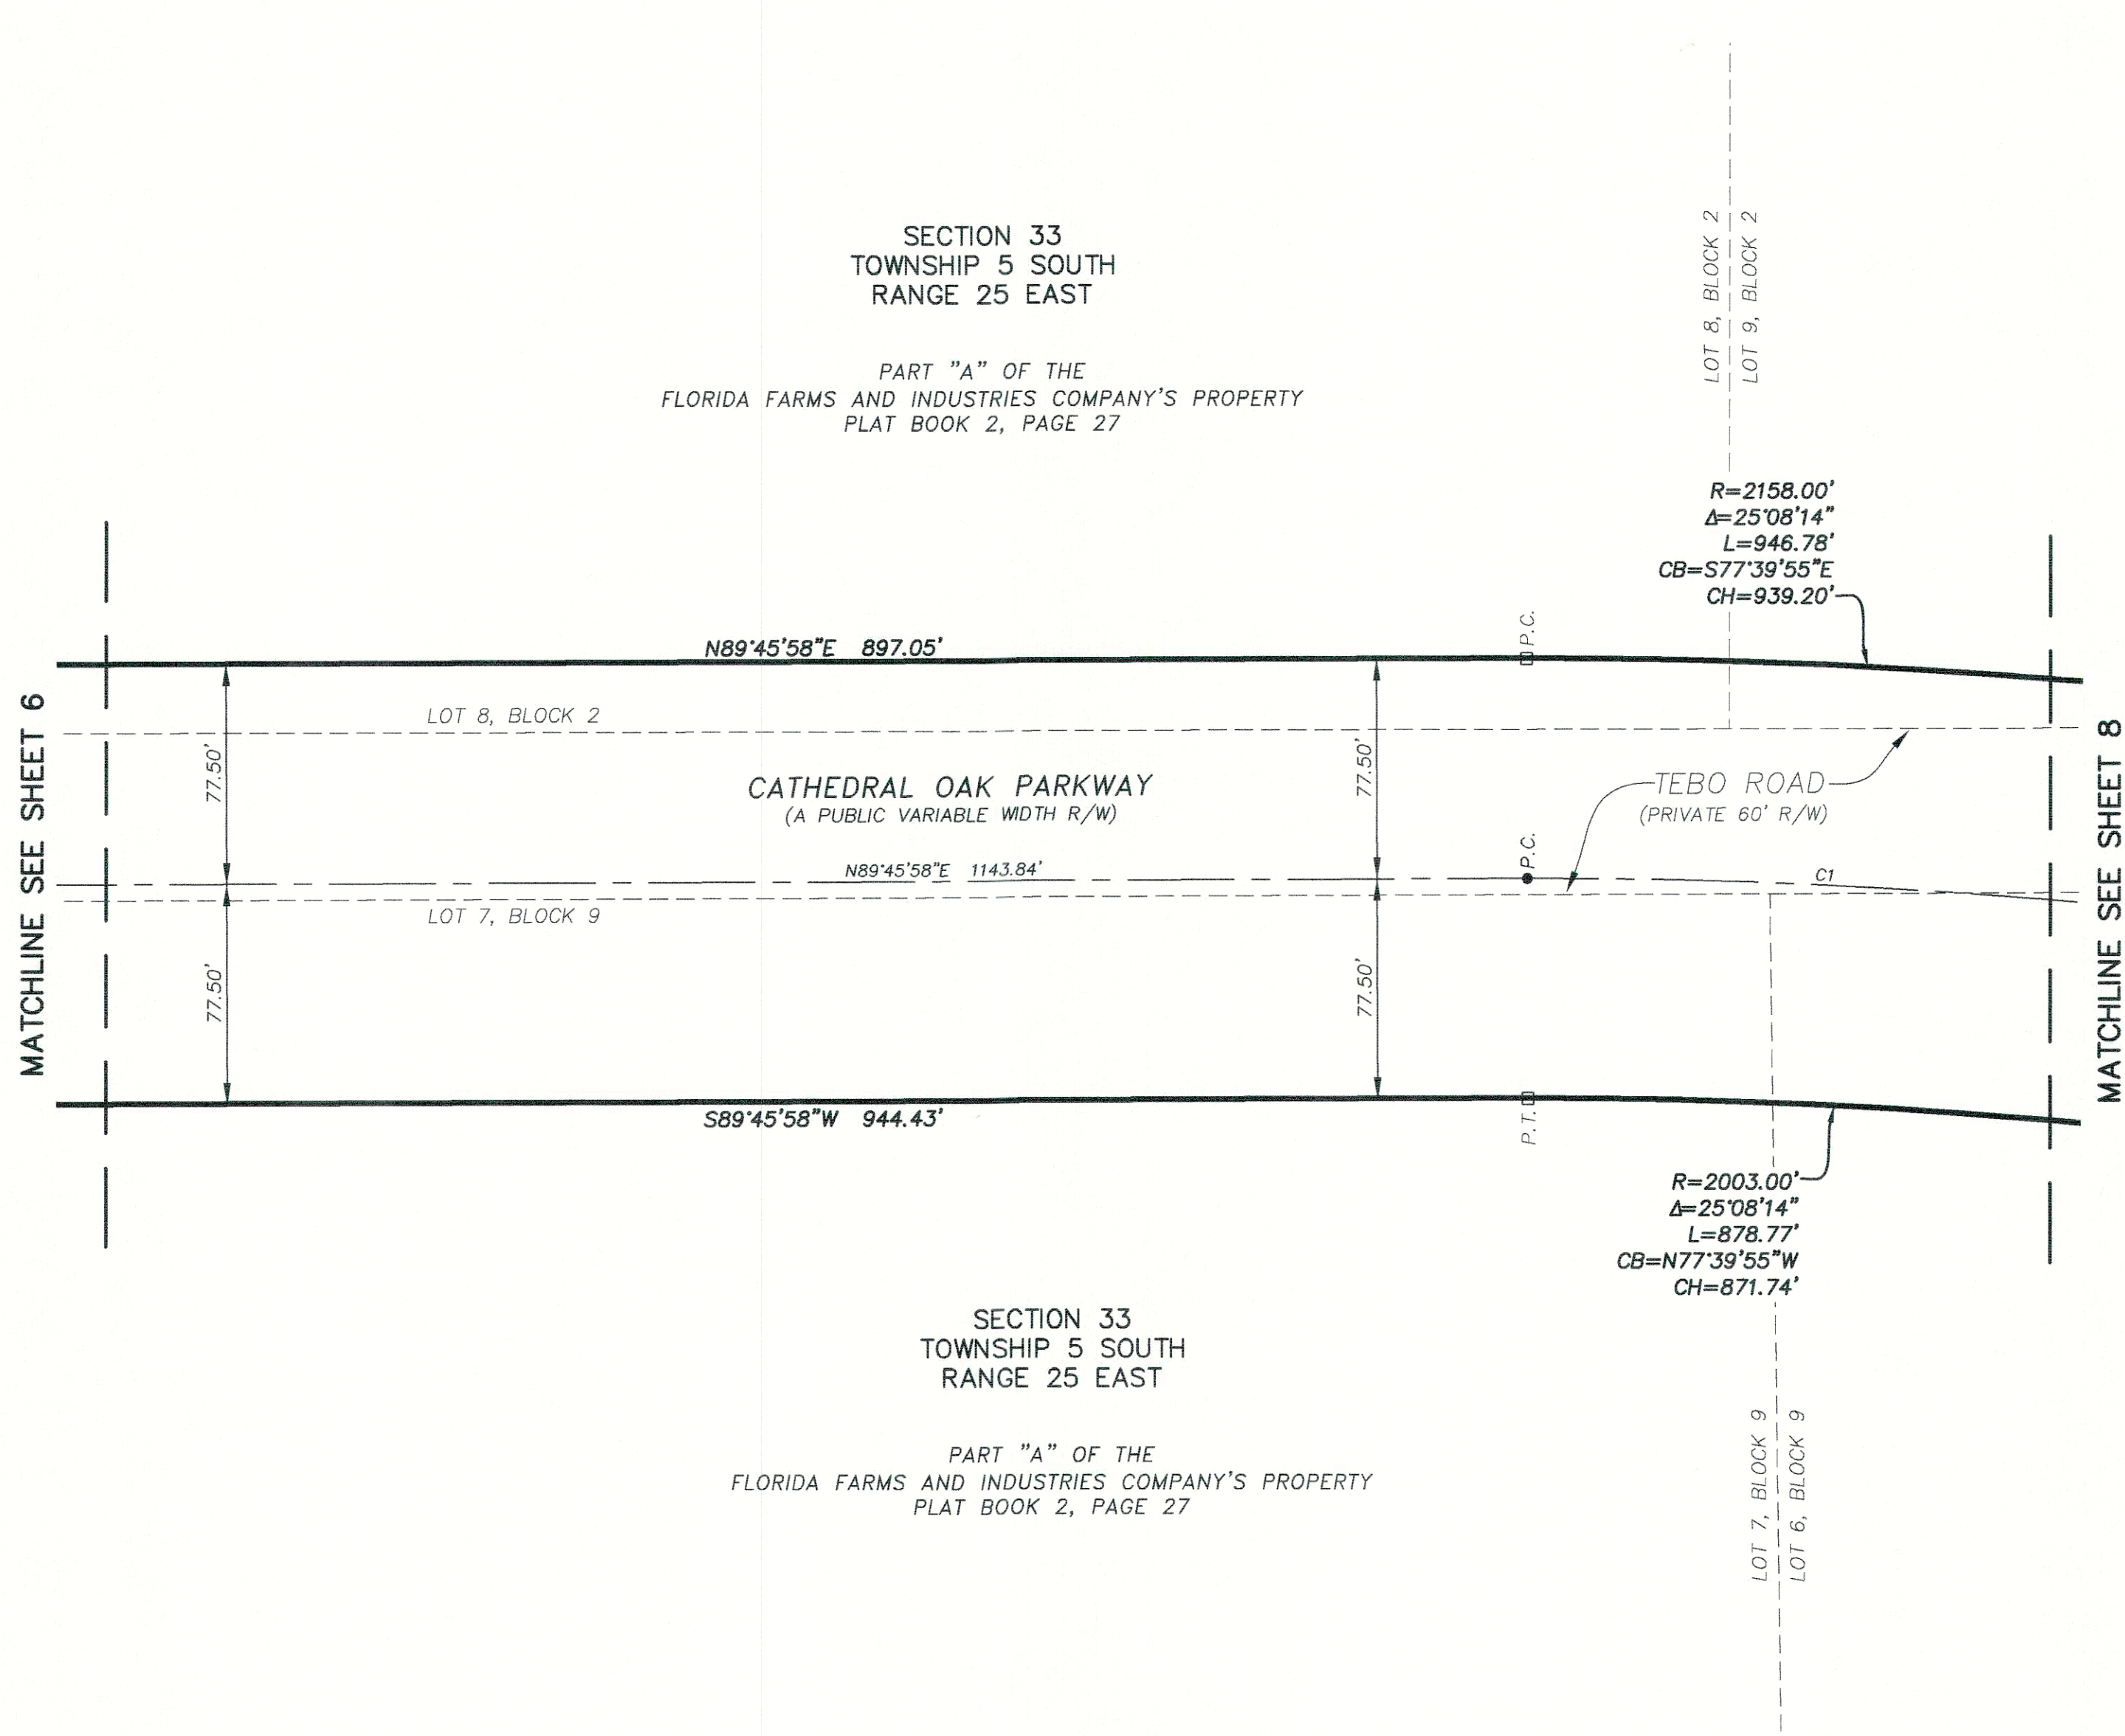 SECTION 33
TOWNSHIP 5 SOUTH
RANGE 25 EAST
PART "A" OF THE
FLORIDA FARMS AND INDUSTRIES COMPANY'S PROPERTY
PLAT BOOK 2, PAGE 27
LOT 8, BLOCK 2
LOT 9, BLOCK 2
R=2158.00'
Δ=25°08'14"
L=946.78'
CB=S77°39'55"E
CH=939.20'
P.C.
N89°45'58"E 897.05'
MATCHLINE SEE SHEET 6
LOT 8, BLOCK 2
77.50'
CATHEDRAL OAK PARKWAY
(A PUBLIC VARIABLE WIDTH R/W)
77.50'
TEBO ROAD
(PRIVATE 60' R/W)
MATCHLINE SEE SHEET 8
N89°45'58"E 1143.84'
P.C.
C1
LOT 7, BLOCK 9
77.50'
77.50'
S89°45'58"W 944.43'
P.T.
R=2003.00'
Δ=25°08'14"
L=878.77'
CB=N77°39'55"W
CH=871.74'
SECTION 33
TOWNSHIP 5 SOUTH
RANGE 25 EAST
PART "A" OF THE
FLORIDA FARMS AND INDUSTRIES COMPANY'S PROPERTY
PLAT BOOK 2, PAGE 27
LOT 7, BLOCK 9
LOT 6, BLOCK 9